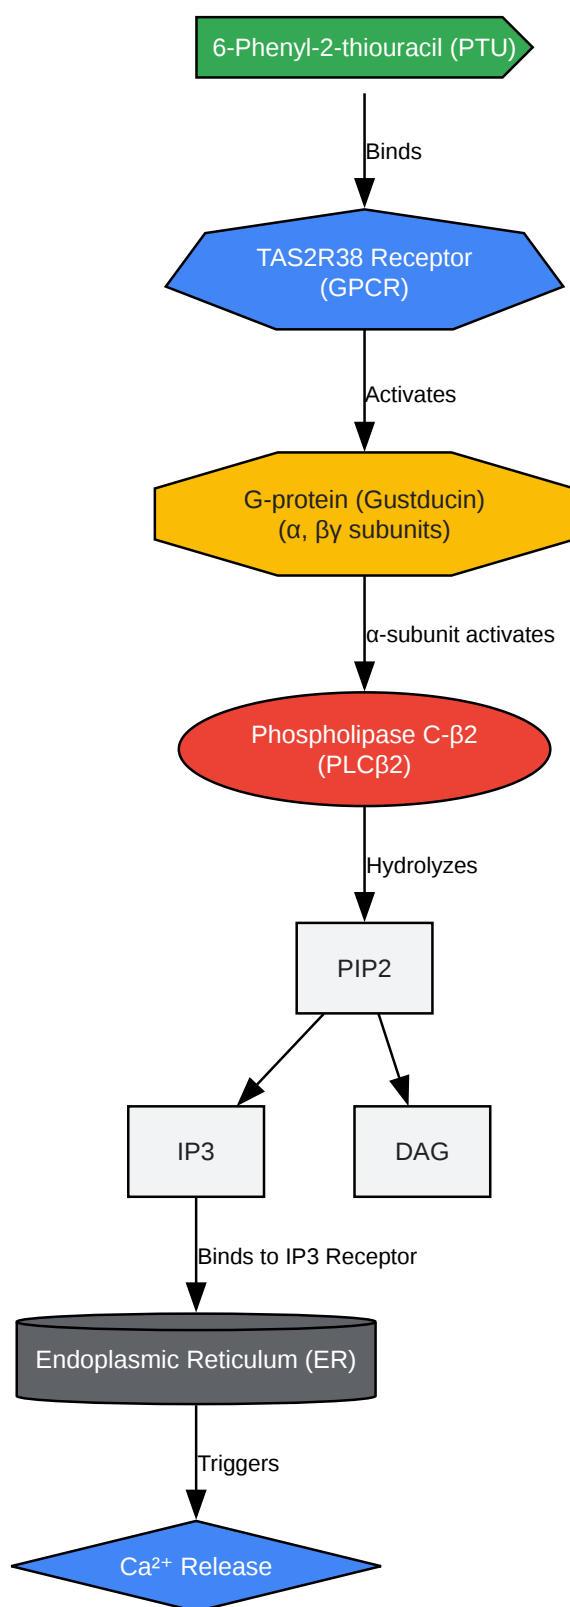 6-Phenyl-2-thiouracil (PTU)
Binds
TAS2R38 Receptor
(GPCR)
Activates
G-protein (Gustducin)
(α, βγ subunits)
α-subunit activates
Phospholipase C-β2
(PLCβ2)
Hydrolyzes
PIP2
IP3
DAG
Binds to IP3 Receptor
Endoplasmic Reticulum (ER)
Triggers
Ca²⁺ Release